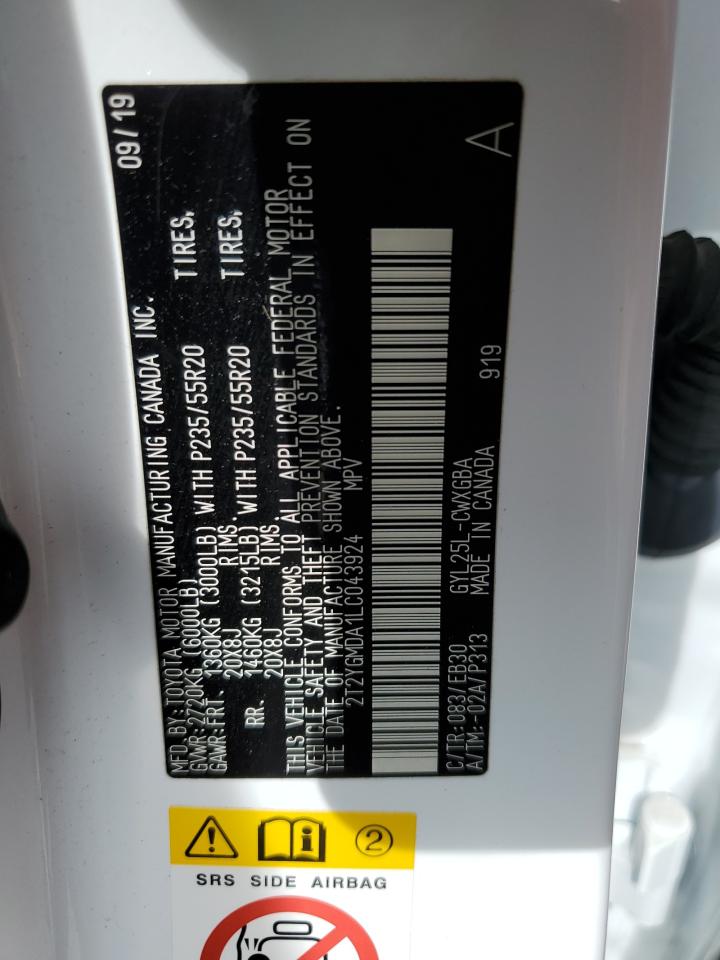 MFD.BY:TOYOTA MOTOR MANUFACTURING CANADA INC. 09/19
GVWR:2720KG (6000LB)
GAWR:FRT. 1360KG (3000LB) WITH P235/55R20 TIRES,
20X8J RIMS.
RR. 1460KG (3215LB) WITH P235/55R20 TIRES,
20X8J RIMS.
THIS VEHICLE CONFORMS TO ALL APPLICABLE FEDERAL MOTOR
VEHICLE SAFETY AND THEFT PREVENTION STANDARDS IN EFFECT ON
THE DATE OF MANUFACTURE SHOWN ABOVE.
2T2YGMDA1LC043924 MPV
C/TR:083/EB30 GYL25L-CWXGBA A
A/TM:-02A/P313 MADE IN CANADA 919
2
SRS SIDE AIRBAG